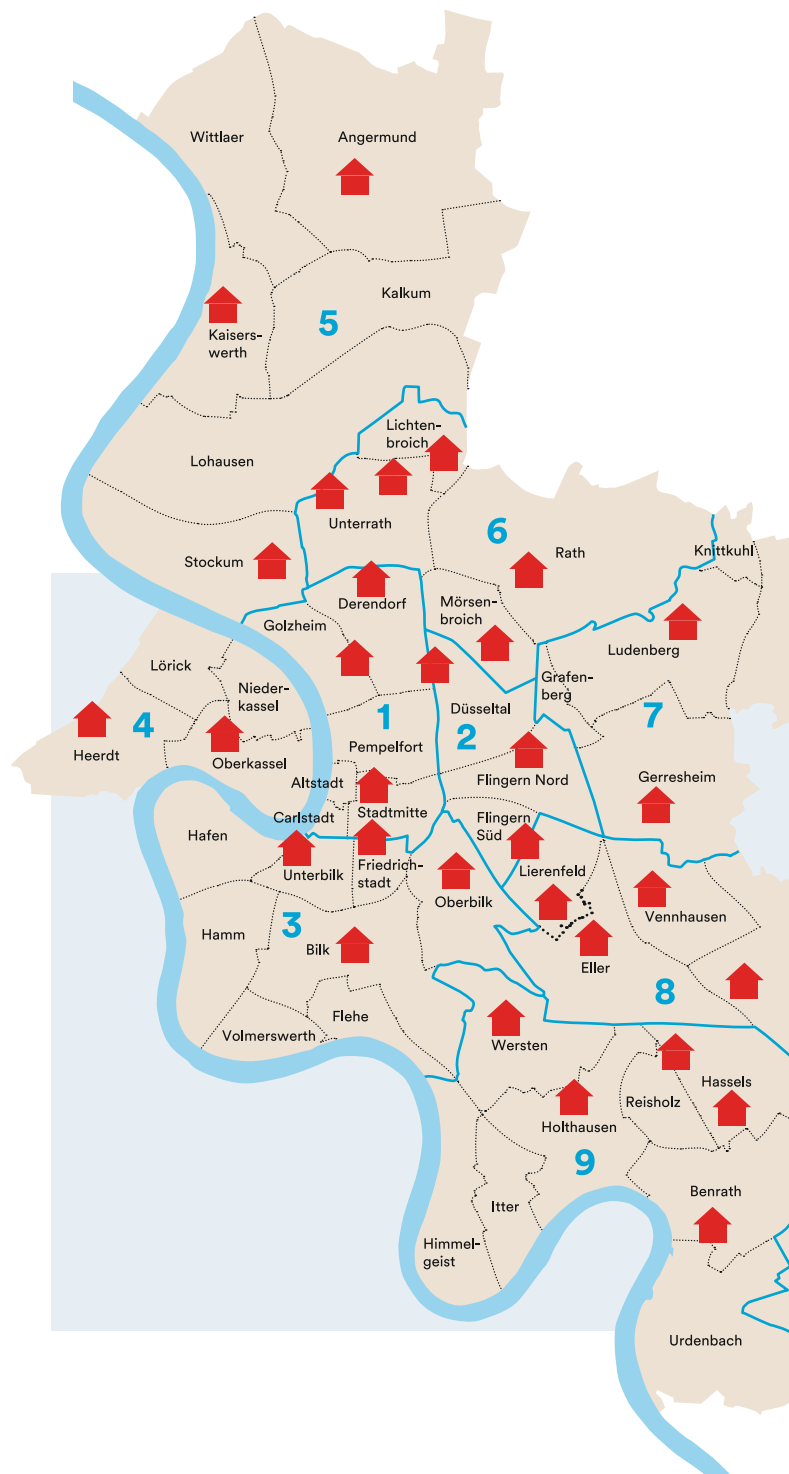 Wittlaer
Angermund
Kalkum
5
Kaisers-
werth
Lichten-
broich
Lohausen
Unterrath
6
Rath
Knittkuhl
Stockum
Derendorf
Mörsen-
broich
Golzheim
Ludenberg
Lörick
Grafen-
berg
Nieder-
kassel
Düsseltal
1
2
7
4
Heerdt
Oberkassel
Pempelfort
Flingern Nord
Gerresheim
Altstadt
Carlstadt
Stadtmitte
Flingern
Süd
Hafen
Unterbilk
Friedrich-
stadt
Lierenfeld
Oberbilk
Vennhausen
3
Hamm
Bilk
Eller
8
Flehe
Volmerswerth
Wersten
Hassels
Reisholz
Holthausen
9
Benrath
Itter
Himmel-
geist
Urdenbach